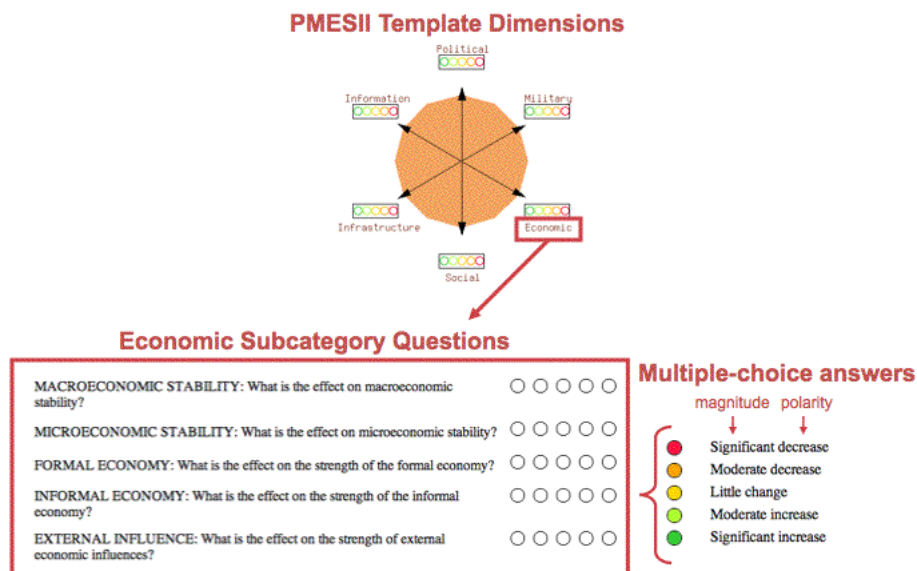 PMESII Template Dimensions
Political
Information
Military
Infrastructure
Economic
Social
Economic Subcategory Questions
MACROECONOMIC STABILITY: What is the effect on macroeconomic
stability?
MICROECONOMIC STABILITY: What is the effect on microeconomic stability?
FORMAL ECONOMY: What is the effect on the strength of the formal economy?
INFORMAL ECONOMY: What is the effect on the strength of the informal
economy?
EXTERNAL INFLUENCE: What is the effect on the strength of external
economic influences?
Multiple-choice answers
magnitude polarity
Significant decrease
Moderate decrease
Little change
Moderate increase
Significant increase